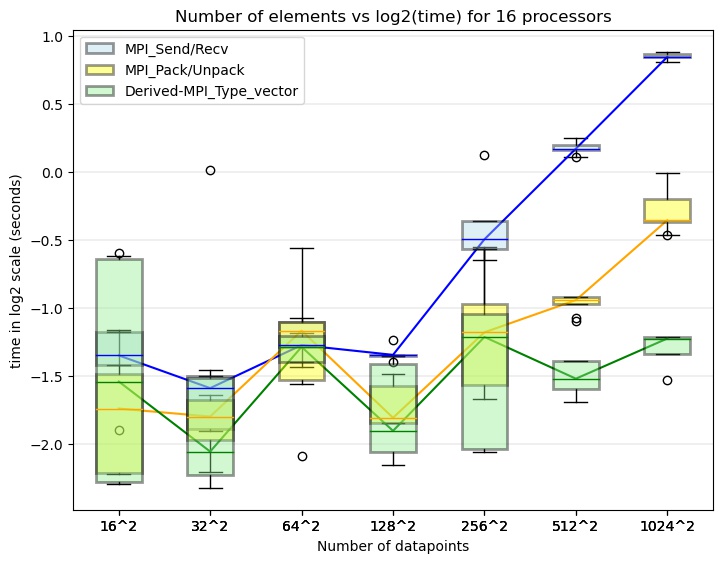 Number of elements vs log2(time) for 16 processors
MPI_Send/Recv
MPI_Pack/Unpack
Derived-MPI_Type_vector
time in log2 scale (seconds)
1.0
0.5
0.0
−0.5
−1.0
−1.5
−2.0
16^2 32^2 64^2 128^2 256^2 512^2 1024^2
Number of datapoints